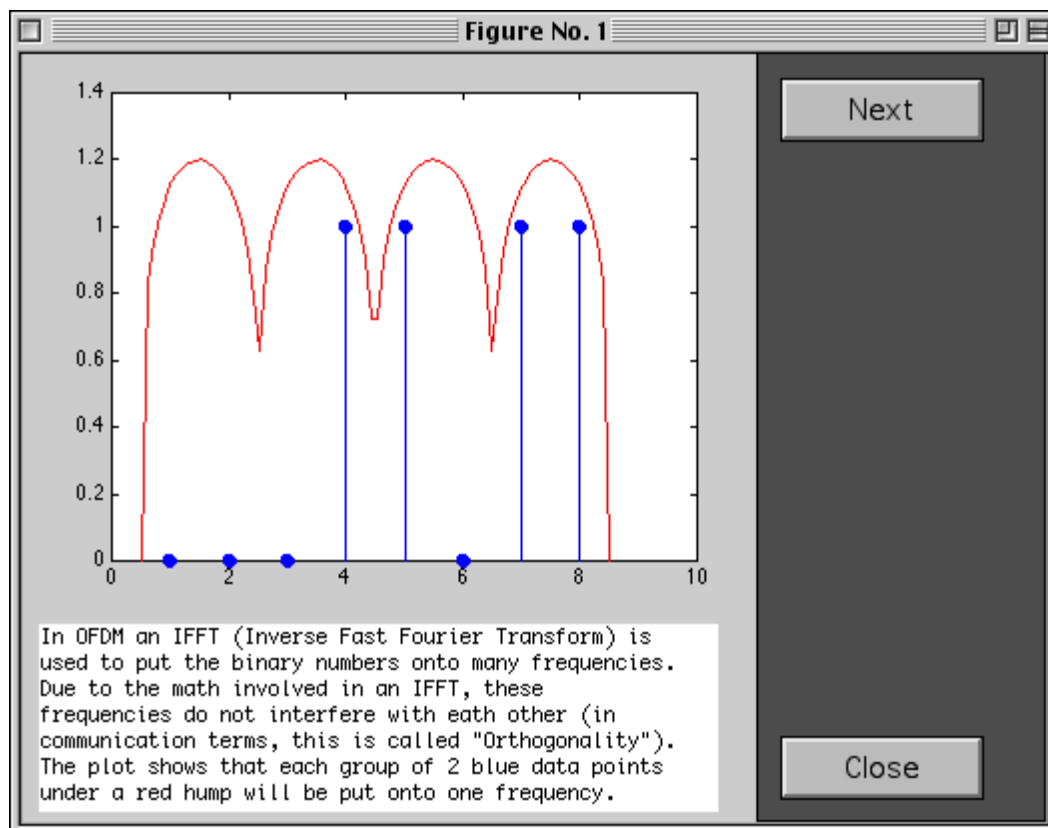 Figure No. 1
Next
1.4
1.2
1
0.8
0.6
0.4
0.2
0
0 2 4 6 8 10
In OFDM an IFFT (Inverse Fast Fourier Transform) is
used to put the binary numbers onto many frequencies.
Due to the math involved in an IFFT, these
frequencies do not interfere with eath other (in
communication terms, this is called "Orthogonality").
The plot shows that each group of 2 blue data points
under a red hump will be put onto one frequency.
Close